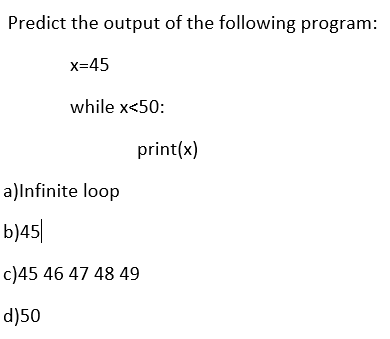 Predict the output of the following program:
x=45
while x<50:
print(x)
a)Infinite loop
b)45
c)45 46 47 48 49
d)50